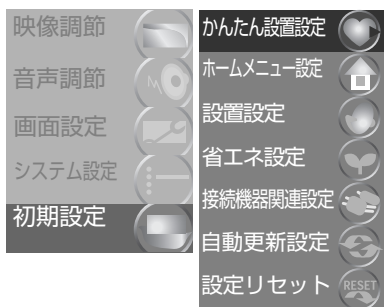 映像調節
音声調節
画面設定
システム設定
初期設定
かんたん設置設定
ホームメニュー設定
設置設定
省エネ設定
接続機器関連設定
自動更新設定
設定リセット
RESET